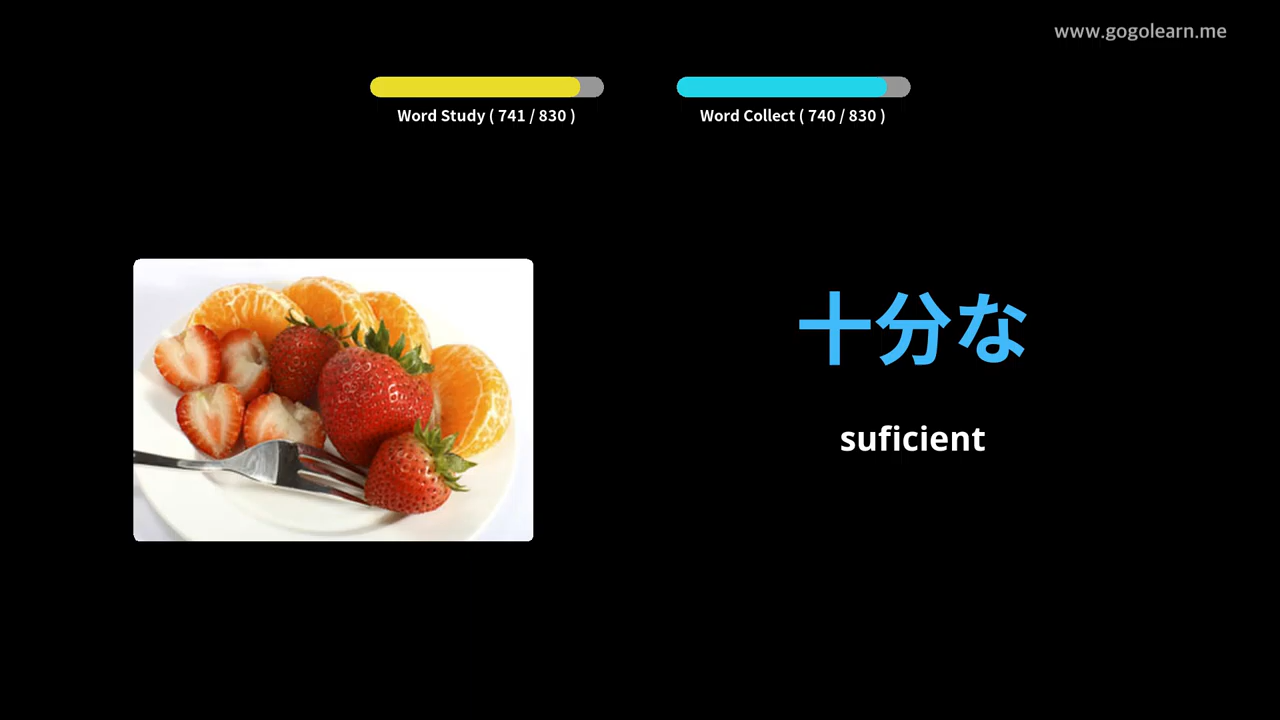 www.gogolearn.me
Word Study ( 741 / 830 )
Word Collect ( 740 / 830 )
十分な
suficient